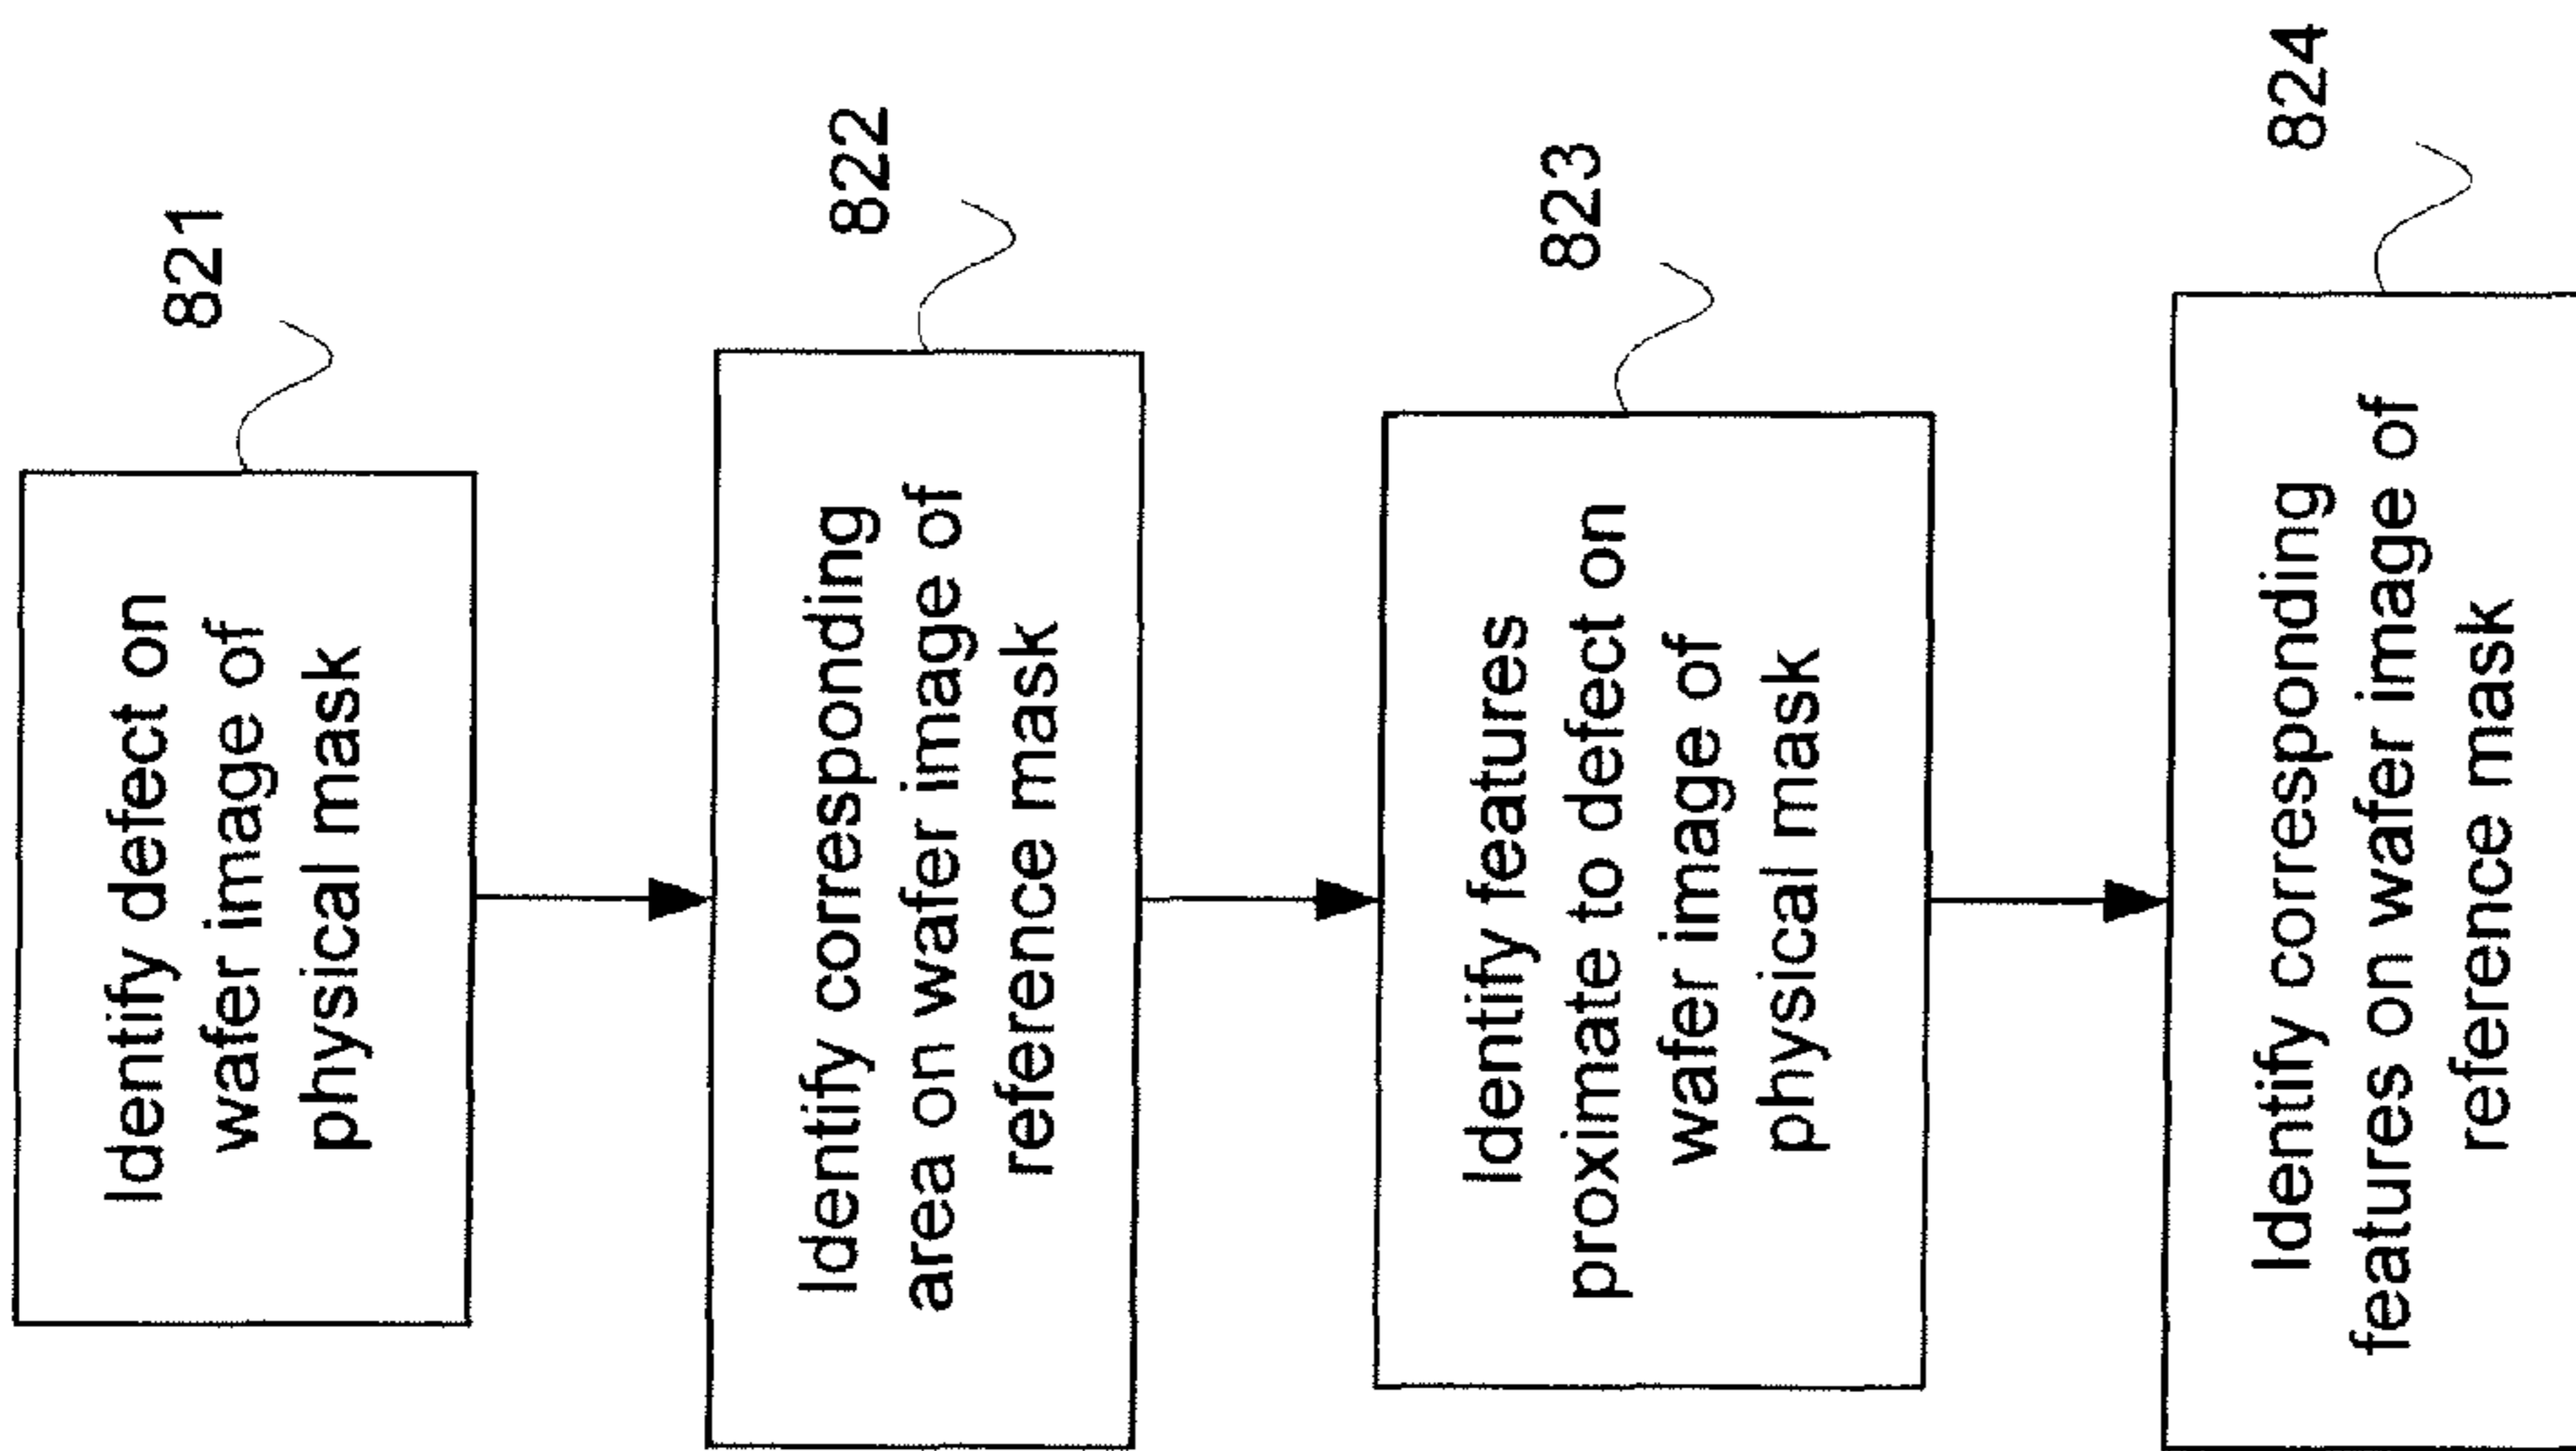 Identify defect on
wafer image of
physical mask
821
Identify corresponding
area on wafer image of
reference mask
822
Identify features
proximate to defect on
wafer image of
physical mask
823
Identify corresponding
features on wafer image of
reference mask
824